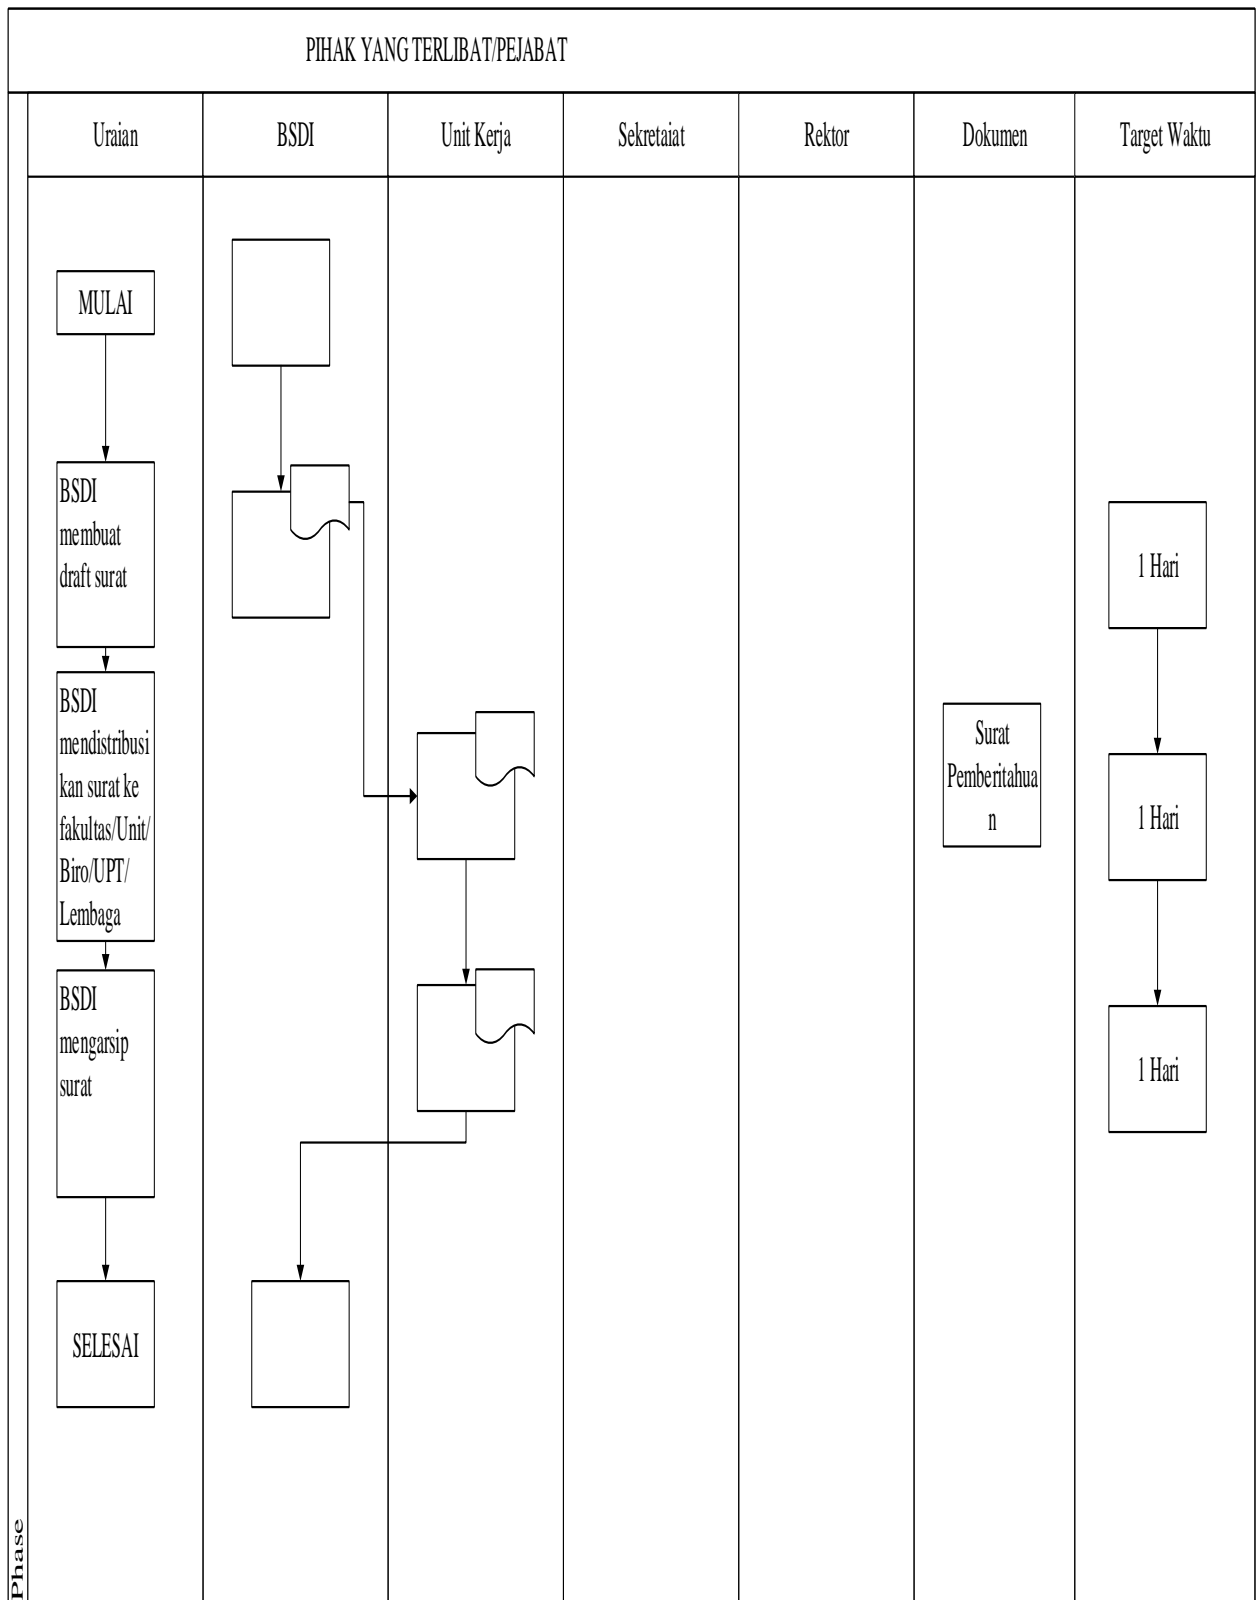 PIHAK YANG TERLIBAT/PEJABAT
Uraian
BSDI
Unit Kerja
Sekretaiat
Rektor
Dokumen
Target Waktu
MULAI
BSDI
membuat
draft surat
1 Hari
BSDI
mendistribusi
kan surat ke
fakultas/Unit/
Biro/UPT/
Lembaga
Surat
Pemberitahua
n
1 Hari
BSDI
mengarsip
surat
1 Hari
SELESAI
Phase